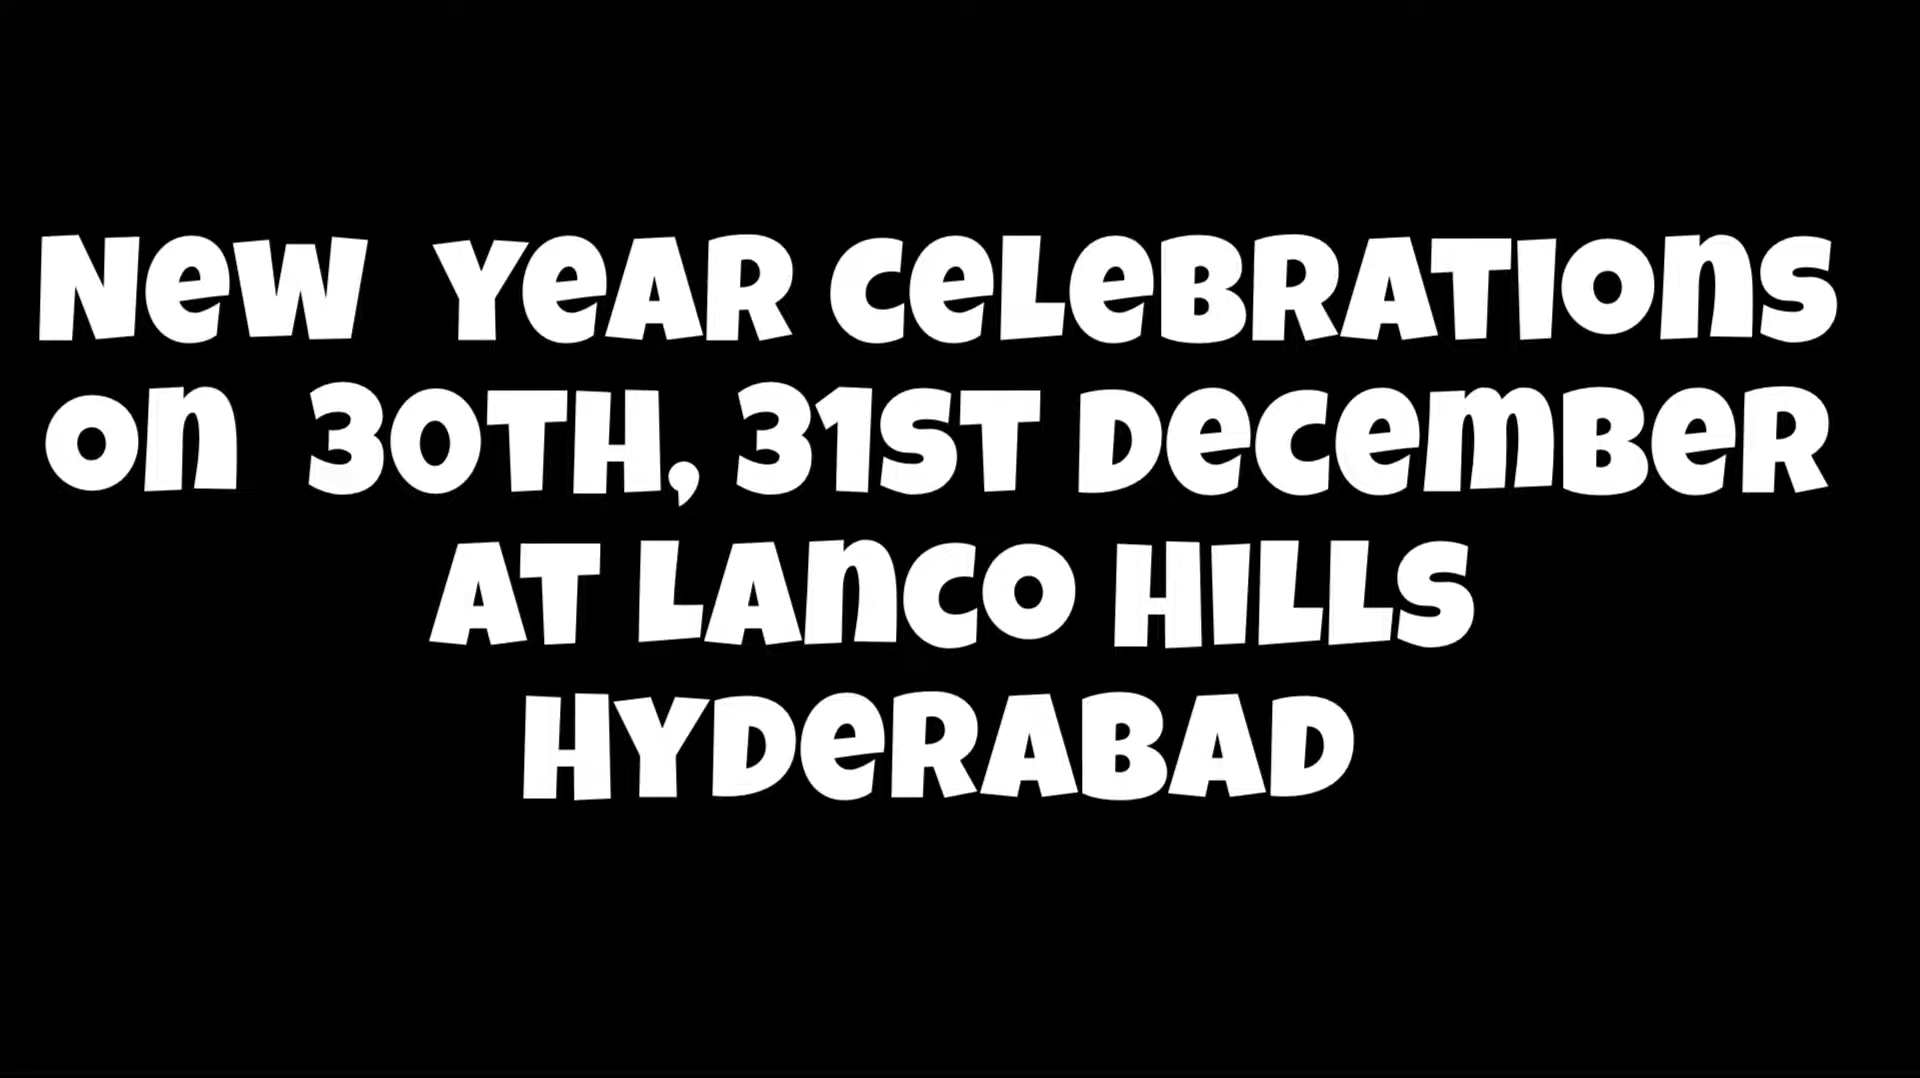 New Year Celebrations
on 30th, 31st December
at Lanco Hills
Hyderabad